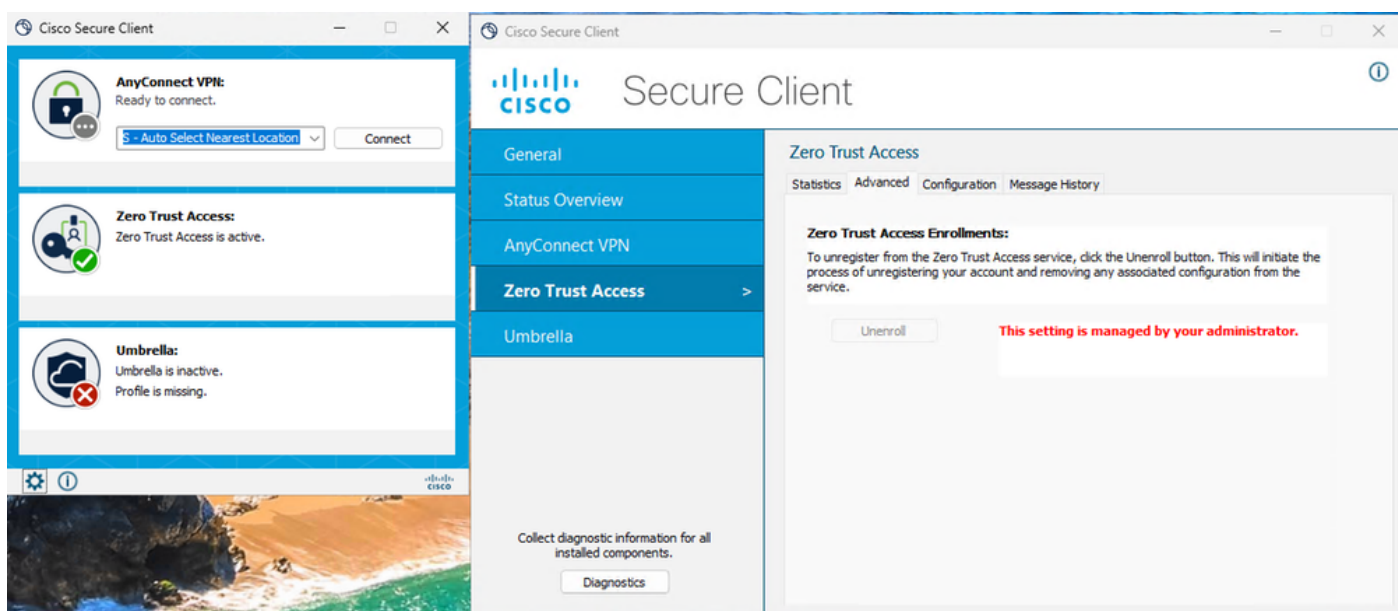 Cisco Secure Client
AnyConnect VPN:
Ready to connect.
S - Auto Select Nearest Location
Connect
Zero Trust Access:
Zero Trust Access is active.
Umbrella:
Umbrella is inactive.
Profile is missing.
CISCO
Cisco Secure Client
CISCO
Secure Client
General
Status Overview
AnyConnect VPN
Zero Trust Access >
Umbrella
Collect diagnostic information for all
installed components.
Diagnostics
Zero Trust Access
Statistics Advanced Configuration Message History
Zero Trust Access Enrollments:
To unregister from the Zero Trust Access service, click the Unenroll button. This will initiate the
process of unregistering your account and removing any associated configuration from the
service.
Unenroll
This setting is managed by your administrator.